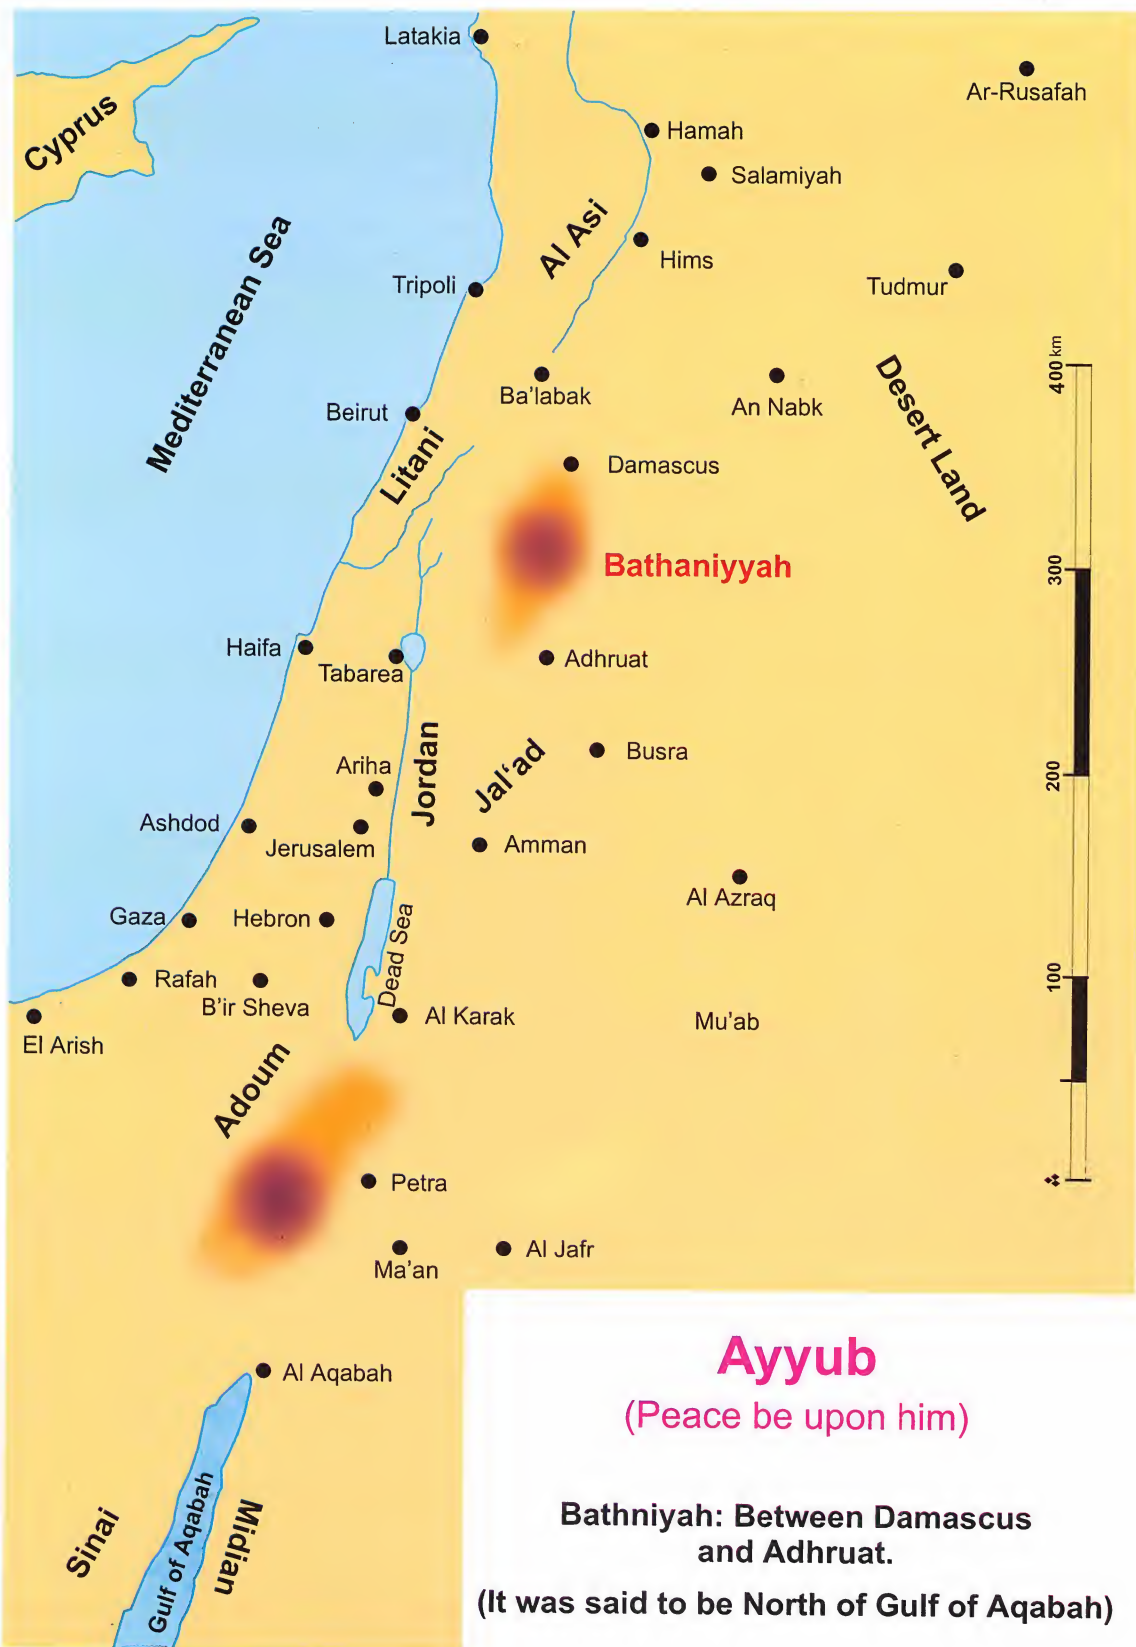 Latakia
Ar-Rusafah
Cyprus
Hamah
Salamiyah
Al Asi
Hims
Mediterranean Sea
Tripoli
Tudmur
400 km
Ba'labak
An Nabk
Desert Land
Beirut
Litani
Damascus
Bathaniyyah
300
Haifa
Tabarea
Adhruat
Jordan
Jal'ad
Busra
Ariha
200
Ashdod
Jerusalem
Amman
Al Azraq
Gaza
Hebron
Dead Sea
Rafah
B'ir Sheva
100
El Arish
Al Karak
Mu'ab
Adoum
Petra
Ma'an
Al Jafr
Al Aqabah
Gulf of Aqabah
Sinai
Midian
Ayyub
(Peace be upon him)
Bathniyah: Between Damascus
and Adhruat.
(It was said to be North of Gulf of Aqabah)